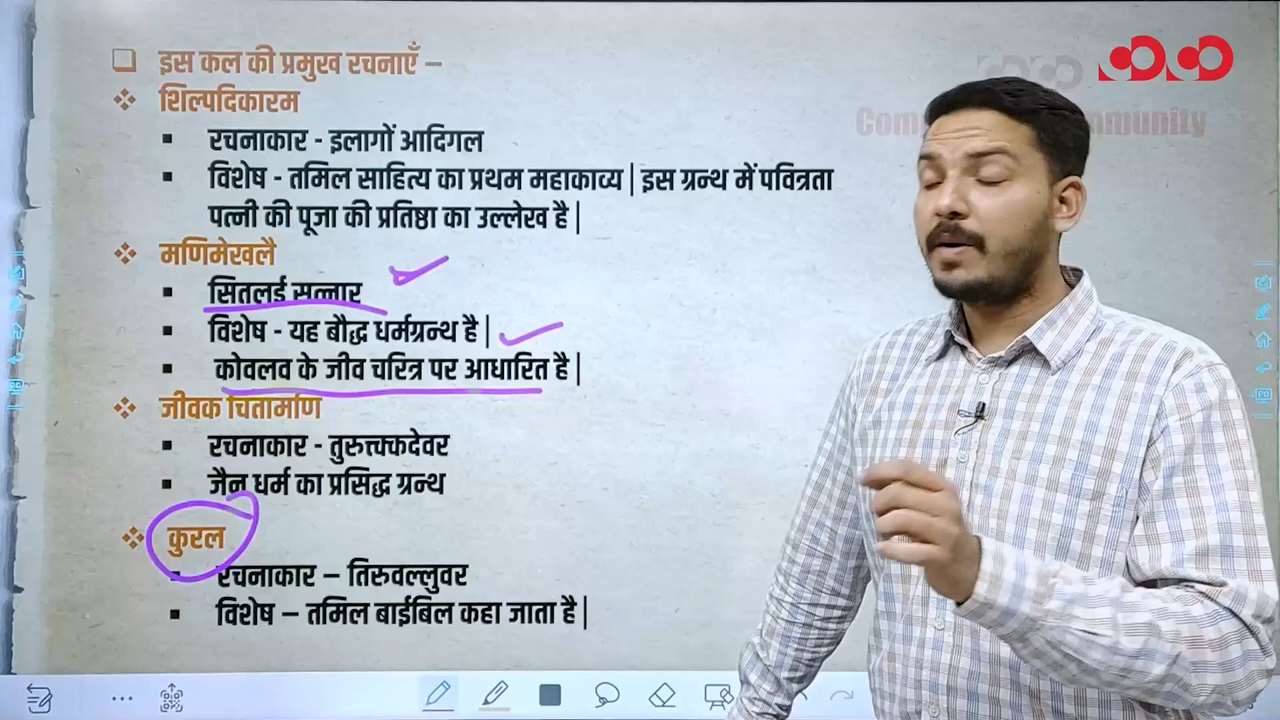 इस कल की प्रमुख रचनाएँ –
शिल्पदिकारम
रचनाकार - इलागों आदिगल
विशेष - तमिल साहित्य का प्रथम महाकाव्य | इस ग्रन्थ में पवित्रता
पत्नी की पूजा की प्रतिष्ठा का उल्लेख है |
मणिमेखलै
सितलई सन्नार
विशेष - यह बौद्ध धर्मग्रन्थ है |
कोवलव के जीव चरित्र पर आधारित है |
जीवक चिंतामणि
रचनाकार - तुरुत्त्क्कदेवर
जैन धर्म का प्रसिद्ध ग्रन्थ
कुरल
रचनाकार – तिरुवल्लुवर
विशेष – तमिल बाईबिल कहा जाता है |